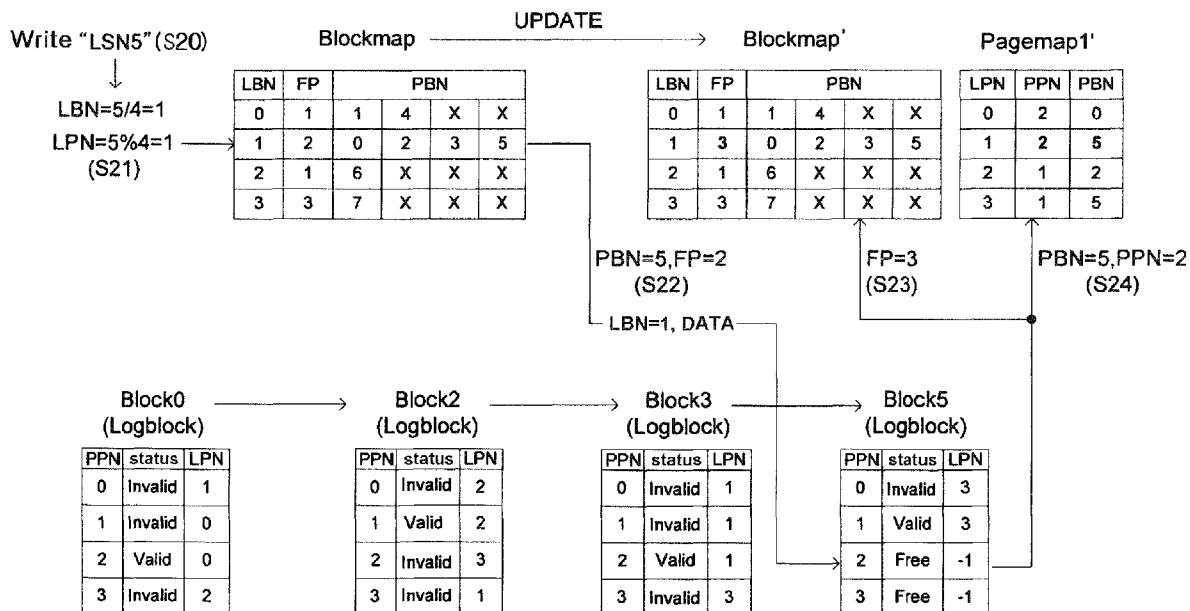 UPDATE
Write "LSN5" (S20)
Blockmap
Blockmap'
Pagemap1'
LBN FP PBN
0 1 1 4 X X
1 2 0 2 3 5
2 1 6 X X X
3 3 7 X X X
LBN FP PBN
0 1 1 4 X X
1 3 0 2 3 5
2 1 6 X X X
3 3 7 X X X
LPN PPN PBN
0 2 0
1 2 5
2 1 2
3 1 5
LBN=5/4=1
LPN=5%4=1
(S21)
PBN=5,FP=2
(S22)
FP=3
(S23)
PBN=5,PPN=2
(S24)
LBN=1, DATA
Block0
(Logblock)
PPN status LPN
0 Invalid 1
1 Invalid 0
2 Valid 0
3 Invalid 2
Block2
(Logblock)
PPN status LPN
0 Invalid 2
1 Valid 2
2 Invalid 3
3 Invalid 1
Block3
(Logblock)
PPN status LPN
0 Invalid 1
1 Invalid 1
2 Valid 1
3 Invalid 3
Block5
(Logblock)
PPN status LPN
0 Invalid 3
1 Valid 3
2 Free -1
3 Free -1